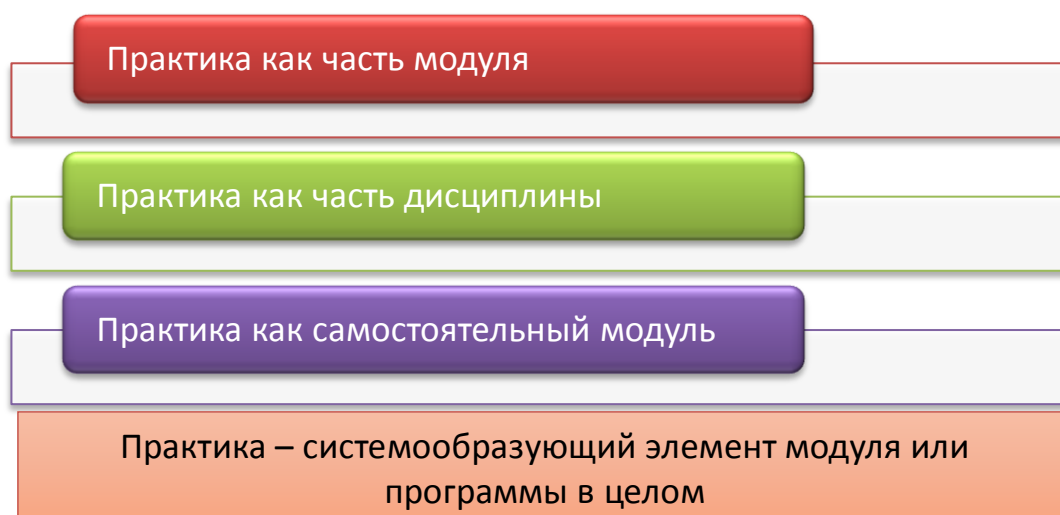 Практика как часть модуля
Практика как часть дисциплины
Практика как самостоятельный модуль
Практика – системообразующий элемент модуля или
программы в целом